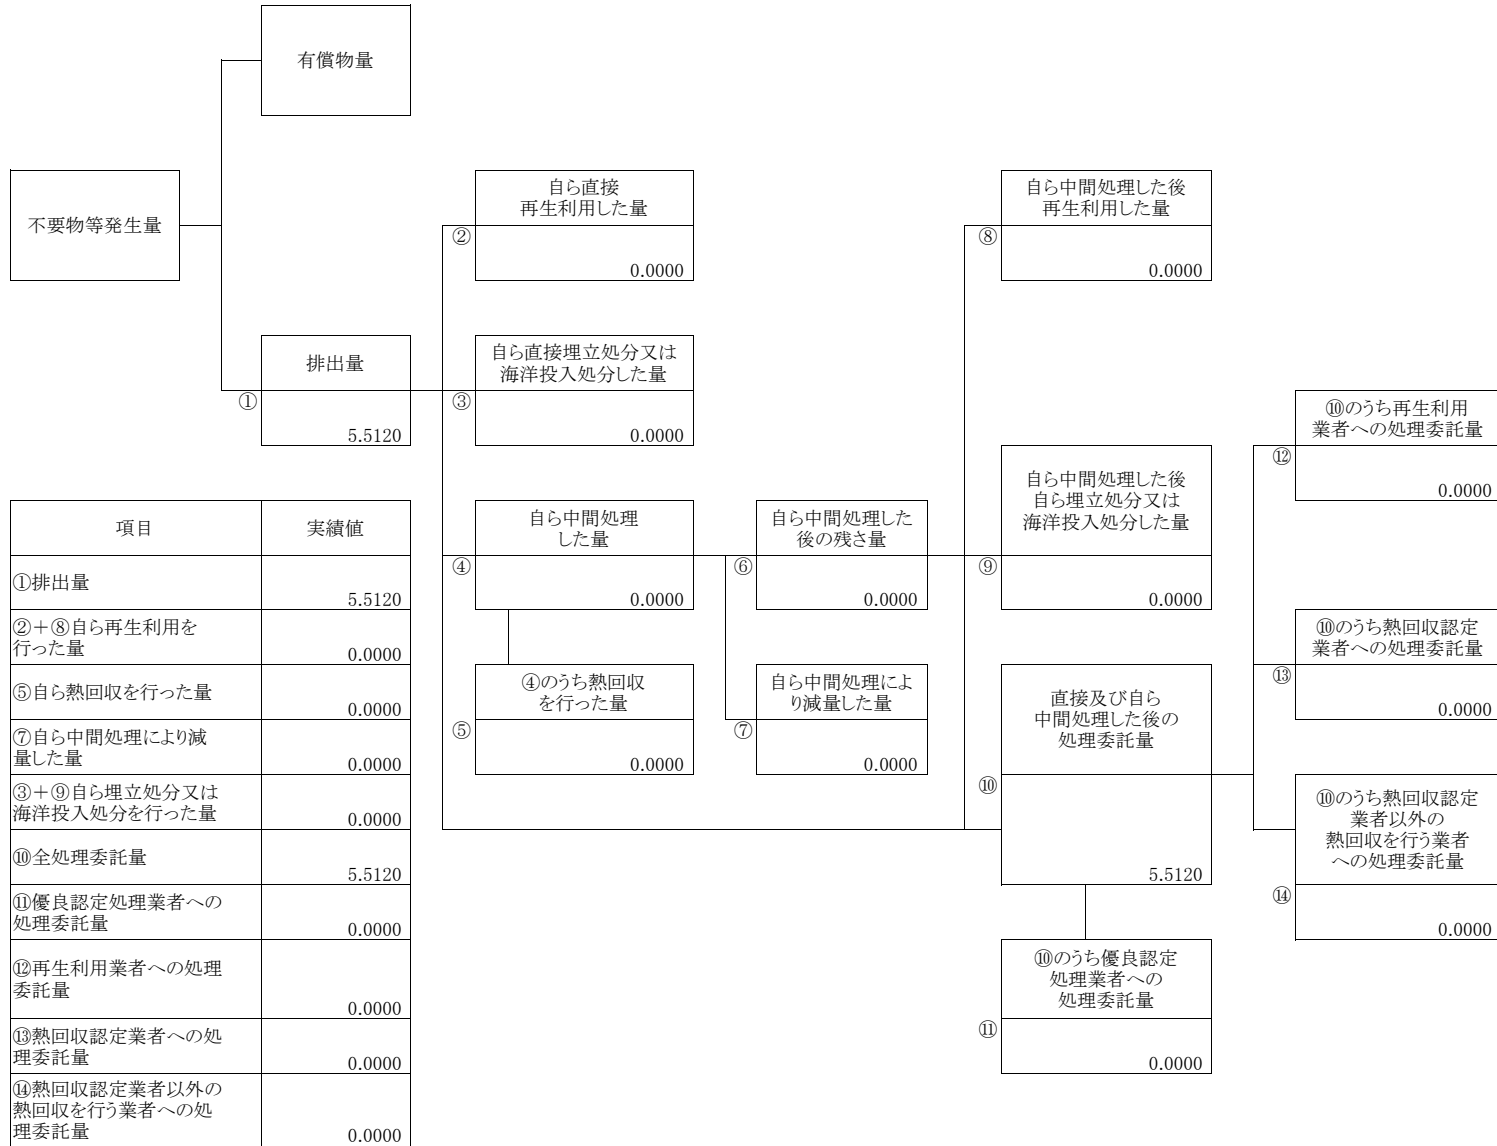 有償物量
不要物等発生量
排出量
①
5.5120
自ら直接
再生利用した量
②
0.0000
自ら直接埋立処分又は
海洋投入処分した量
③
0.0000
自ら中間処理
した量
④
0.0000
④のうち熱回収
を行った量
⑤
0.0000
自ら中間処理した
後の残さ量
⑥
0.0000
自ら中間処理によ
り減量した量
⑦
0.0000
自ら中間処理した後
再生利用した量
⑧
0.0000
自ら中間処理した後
自ら埋立処分又は
海洋投入処分した量
⑨
0.0000
直接及び自ら
中間処理した後の
処理委託量
⑩
5.5120
⑩のうち優良認定
処理業者への
処理委託量
⑪
0.0000
⑩のうち再生利用
業者への処理委託量
⑫
0.0000
⑩のうち熱回収認定
業者への処理委託量
⑬
0.0000
⑩のうち熱回収認定
業者以外の
熱回収を行う業者
への処理委託量
⑭
0.0000
項目 実績値
①排出量
5.5120
②＋⑧自ら再生利用を
行った量
0.0000
⑤自ら熱回収を行った量
0.0000
⑦自ら中間処理により減
量した量
0.0000
③＋⑨自ら埋立処分又は
海洋投入処分を行った量
0.0000
⑩全処理委託量
5.5120
⑪優良認定処理業者への
処理委託量
0.0000
⑫再生利用業者への処理
委託量
0.0000
⑬熱回収認定業者への処
理委託量
0.0000
⑭熱回収認定業者以外の
熱回収を行う業者への処
理委託量
0.0000